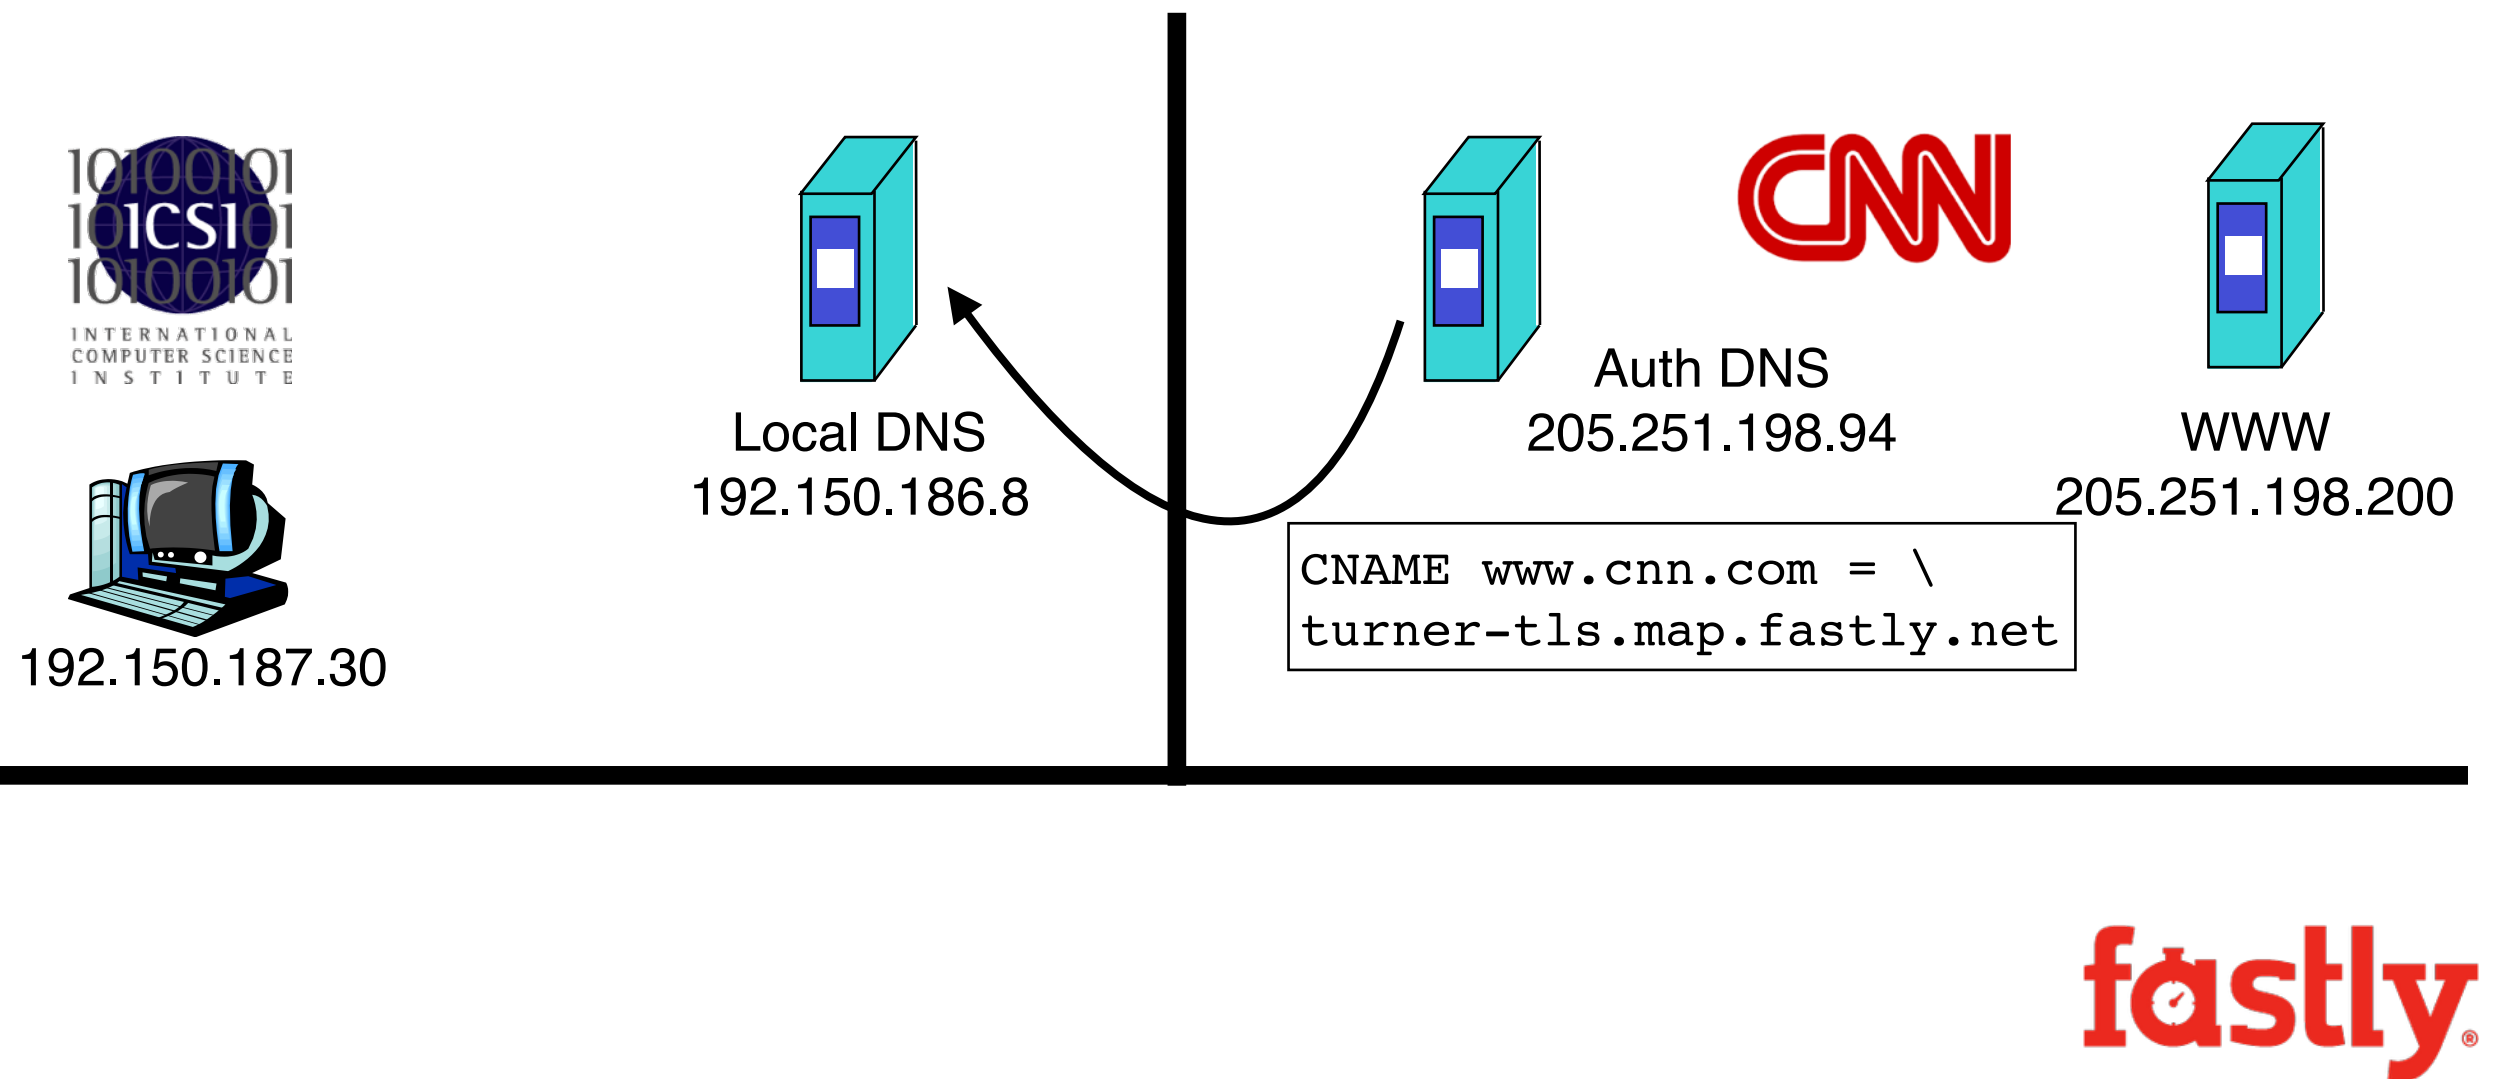 10100101
101CSI01
10100101
INTERNATIONAL
COMPUTER SCIENCE
INSTITUTE
192.150.187.30
Local DNS
192.150.186.8
CNN
Auth DNS
205.251.198.94
WWW
205.251.198.200
CNAME www.cnn.com = \
turner-tls.map.fastly.net
fastly®